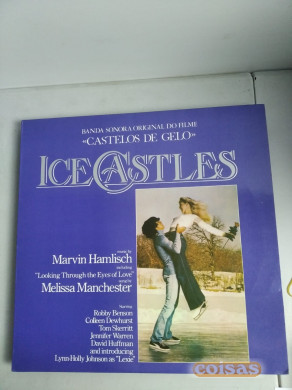 BANDA SONORA ORIGINAL DO FILME
«CASTELOS DE GELO»
ICE CASTLES
music by
Marvin Hamlisch
including
"Looking Through the Eyes of Love"
sung by
Melissa Manchester
Starring
Robby Benson
Colleen Dewhurst
Tom Skerritt
Jennifer Warren
David Huffman
and introducing
Lynn-Holly Johnson as "Lexie"
coisas